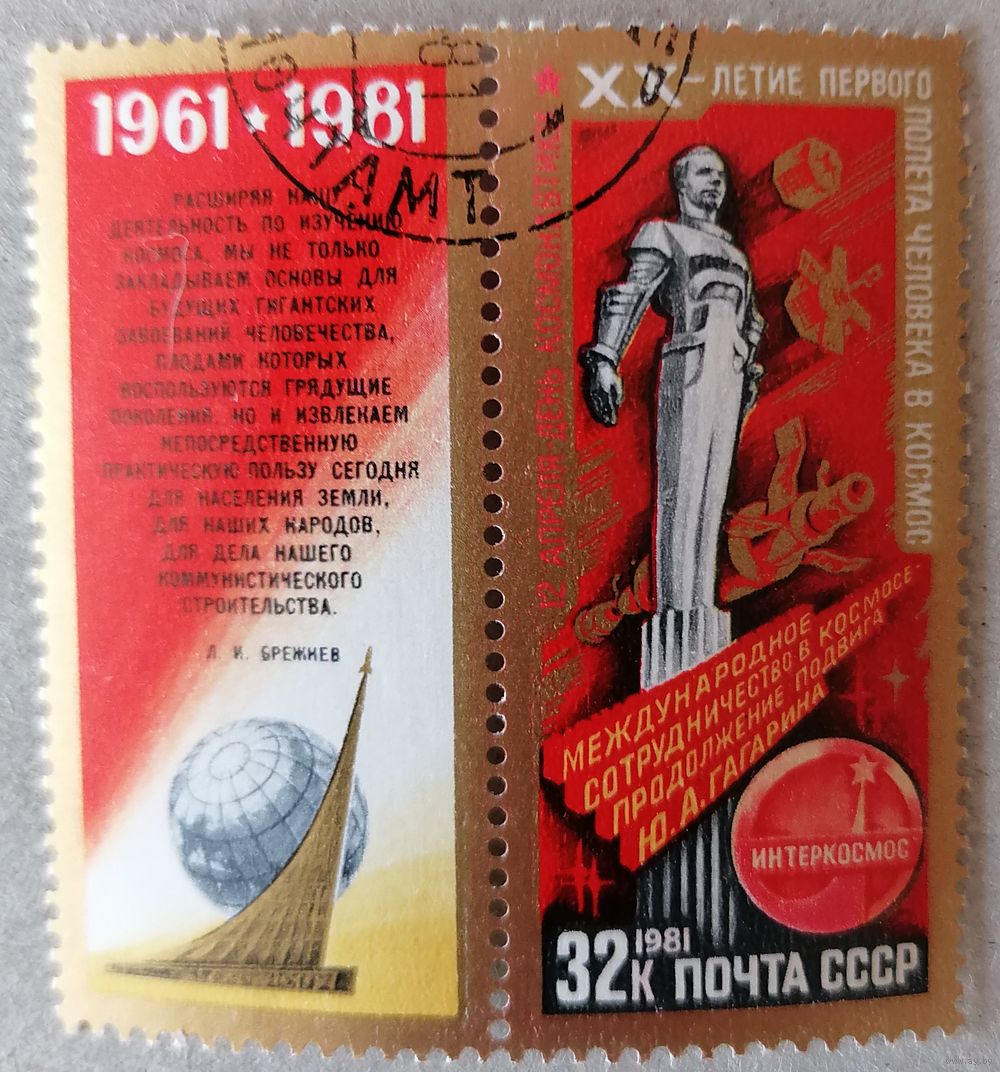 1961 ★ 1981
РАСШИРЯЯ НАШУ
ДЕЯТЕЛЬНОСТЬ ПО ИЗУЧЕНИЮ
КОСМОСА, МЫ НЕ ТОЛЬКО
ЗАКЛАДЫВАЕМ ОСНОВЫ ДЛЯ
БУДУЩИХ ГИГАНТСКИХ
ЗАВОЕВАНИЙ ЧЕЛОВЕЧЕСТВА,
ПЛОДАМИ КОТОРЫХ
ВОСПОЛЬЗУЮТСЯ ГРЯДУЩИЕ
ПОКОЛЕНИЯ, НО И ИЗВЛЕКАЕМ
НЕПОСРЕДСТВЕННУЮ
ПРАКТИЧЕСКУЮ ПОЛЬЗУ СЕГОДНЯ
ДЛЯ НАСЕЛЕНИЯ ЗЕМЛИ,
ДЛЯ НАШИХ НАРОДОВ,
ДЛЯ ДЕЛА НАШЕГО
КОММУНИСТИЧЕСКОГО
СТРОИТЕЛЬСТВА.
Л. И. БРЕЖНЕВ
12 АПРЕЛЯ-ДЕНЬ КОСМОНАВТИКИ ★
XX-ЛЕТИЕ ПЕРВОГО
ПОЛЕТА ЧЕЛОВЕКА В КОСМОС
МЕЖДУНАРОДНОЕ
СОТРУДНИЧЕСТВО В КОСМОСЕ-
ПРОДОЛЖЕНИЕ ПОДВИГА
Ю. А. ГАГАРИНА
ИНТЕРКОСМОС
1981
32К ПОЧТА СССР
www.ay.by